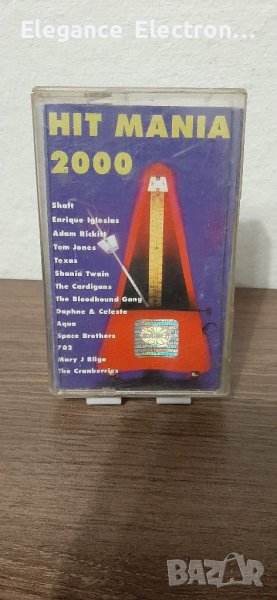 Elegance Electron...
HIT MANIA
2000
Shaft
Enrique Iglesias
Adam Rickitt
Tom Jones
Texas
Shania Twain
The Cardigans
The Bloodhound Gang
Daphne & Celeste
Aqua
Space Brothers
702
Mary J Blige
The Cranberries
BAZAR